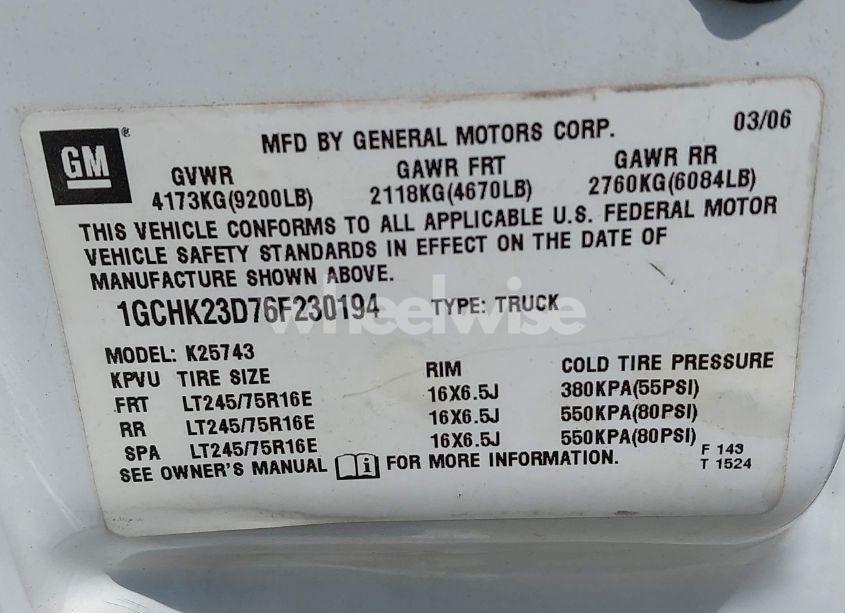 GM®
MFD BY GENERAL MOTORS CORP. 03/06
GVWR GAWR FRT GAWR RR
4173KG(9200LB) 2118KG(4670LB) 2760KG(6084LB)
THIS VEHICLE CONFORMS TO ALL APPLICABLE U.S. FEDERAL MOTOR
VEHICLE SAFETY STANDARDS IN EFFECT ON THE DATE OF
MANUFACTURE SHOWN ABOVE.
1GCHK23D76F230194 TYPE: TRUCK
wheelwise
MODEL: K25743
KPVU TIRE SIZE RIM COLD TIRE PRESSURE
FRT LT245/75R16E 16X6.5J 380KPA(55PSI)
RR LT245/75R16E 16X6.5J 550KPA(80PSI)
SPA LT245/75R16E 16X6.5J 550KPA(80PSI)
SEE OWNER'S MANUAL i FOR MORE INFORMATION.
F 143
T 1524